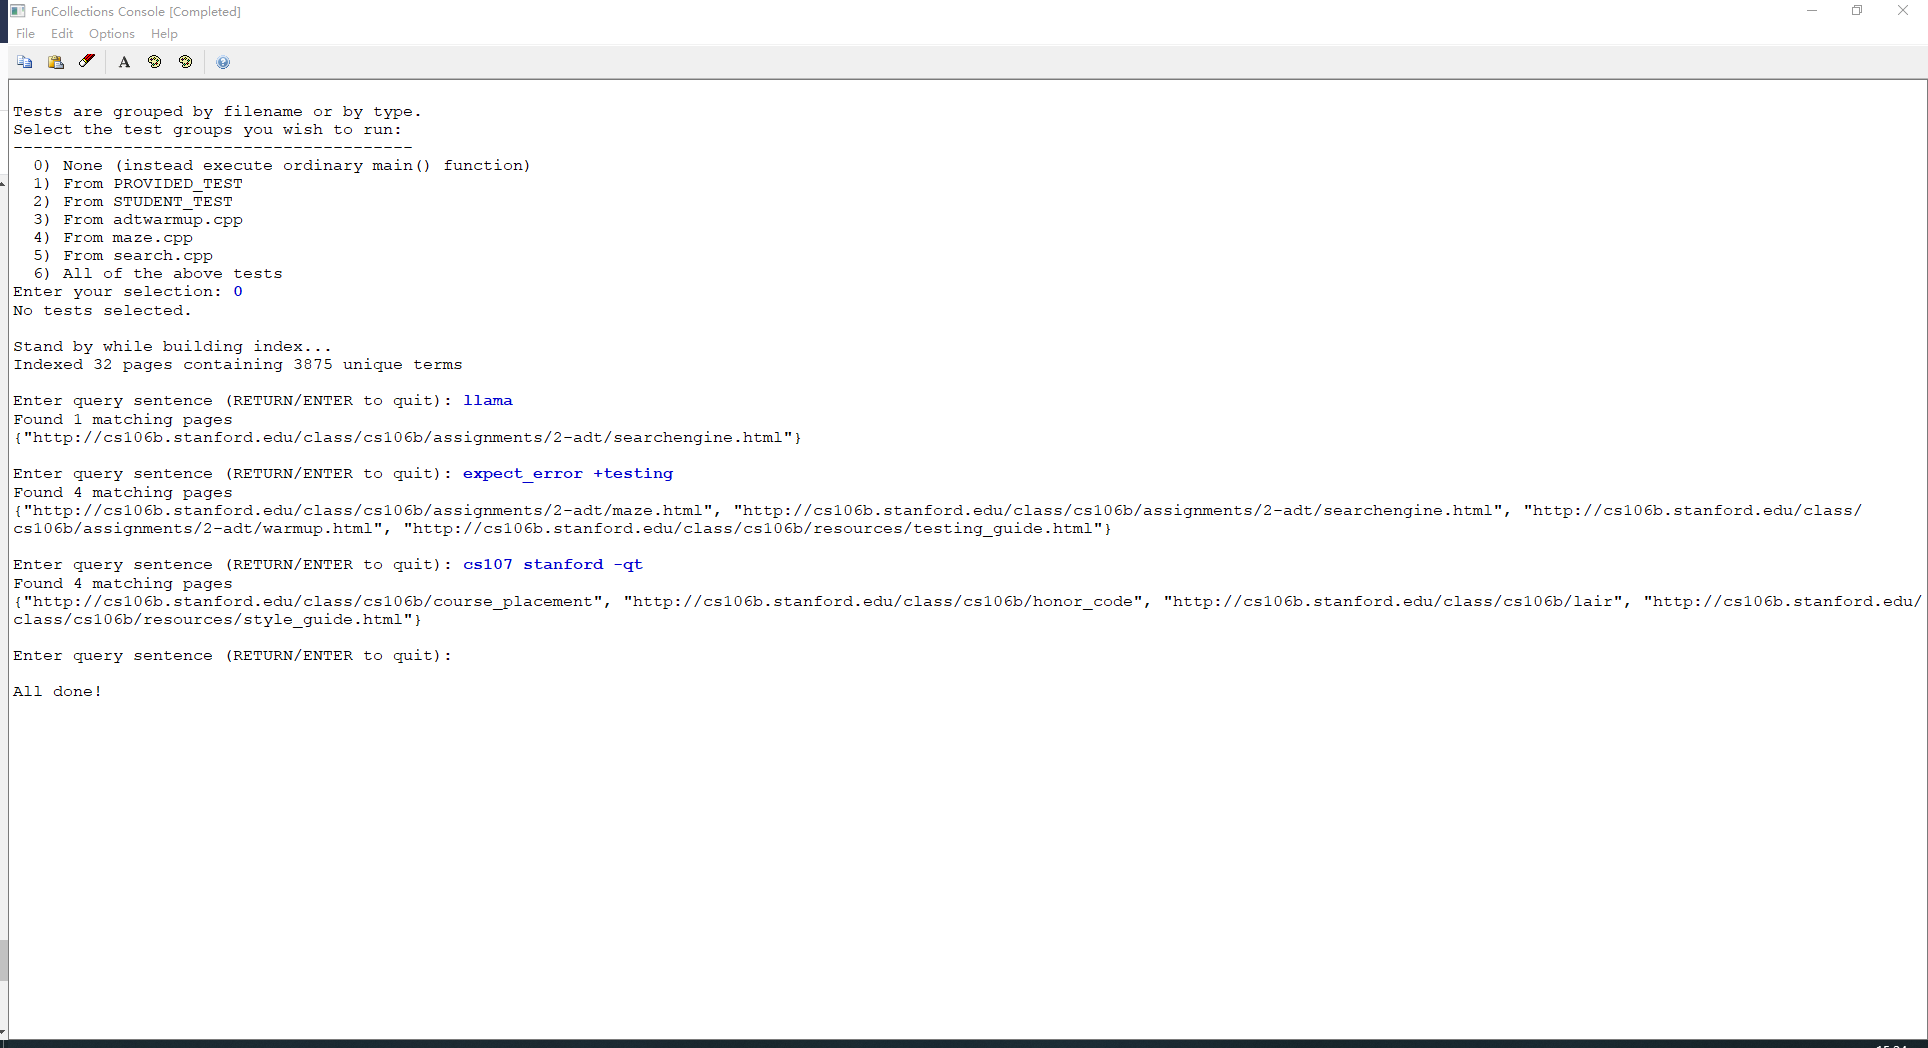 FunCollections Console [Completed]
File Edit Options Help
A
Tests are grouped by filename or by type.
Select the test groups you wish to run:
----------------------------------------
0) None (instead execute ordinary main() function)
1) From PROVIDED_TEST
2) From STUDENT_TEST
3) From adtwarmup.cpp
4) From maze.cpp
5) From search.cpp
6) All of the above tests
Enter your selection: 0
No tests selected.
Stand by while building index...
Indexed 32 pages containing 3875 unique terms
Enter query sentence (RETURN/ENTER to quit): llama
Found 1 matching pages
{"http://cs106b.stanford.edu/class/cs106b/assignments/2-adt/searchengine.html"}
Enter query sentence (RETURN/ENTER to quit): expect_error +testing
Found 4 matching pages
{"http://cs106b.stanford.edu/class/cs106b/assignments/2-adt/maze.html", "http://cs106b.stanford.edu/class/cs106b/assignments/2-adt/searchengine.html", "http://cs106b.stanford.edu/class/
cs106b/assignments/2-adt/warmup.html", "http://cs106b.stanford.edu/class/cs106b/resources/testing_guide.html"}
Enter query sentence (RETURN/ENTER to quit): cs107 stanford -qt
Found 4 matching pages
{"http://cs106b.stanford.edu/class/cs106b/course_placement", "http://cs106b.stanford.edu/class/cs106b/honor_code", "http://cs106b.stanford.edu/class/cs106b/lair", "http://cs106b.stanford.edu/
class/cs106b/resources/style_guide.html"}
Enter query sentence (RETURN/ENTER to quit):
All done!